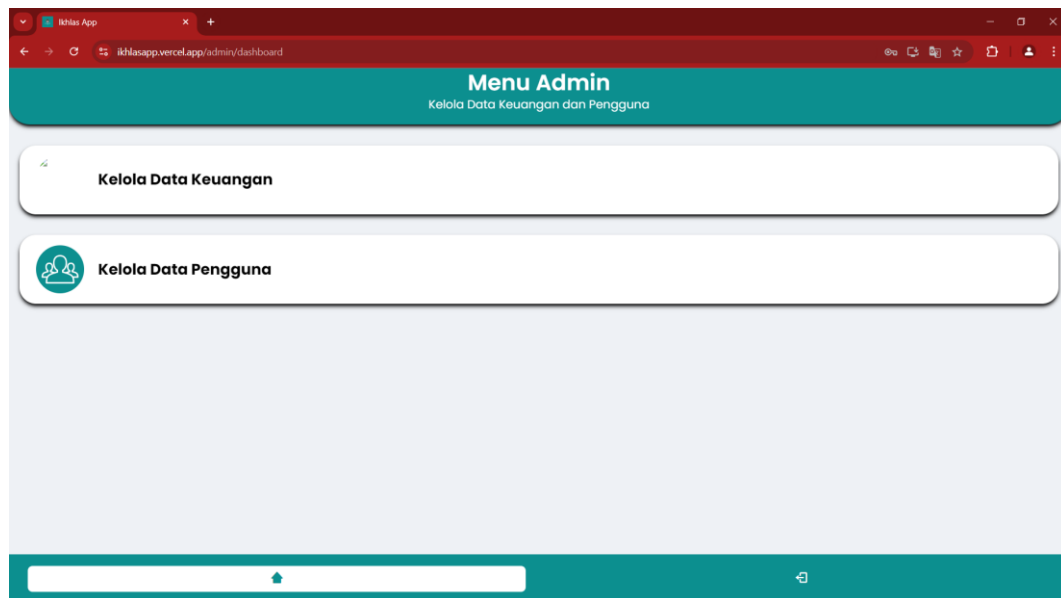 Ikhlas App
ikhlasapp.vercel.app/admin/dashboard
Menu Admin
Kelola Data Keuangan dan Pengguna
Kelola Data Keuangan
Kelola Data Pengguna